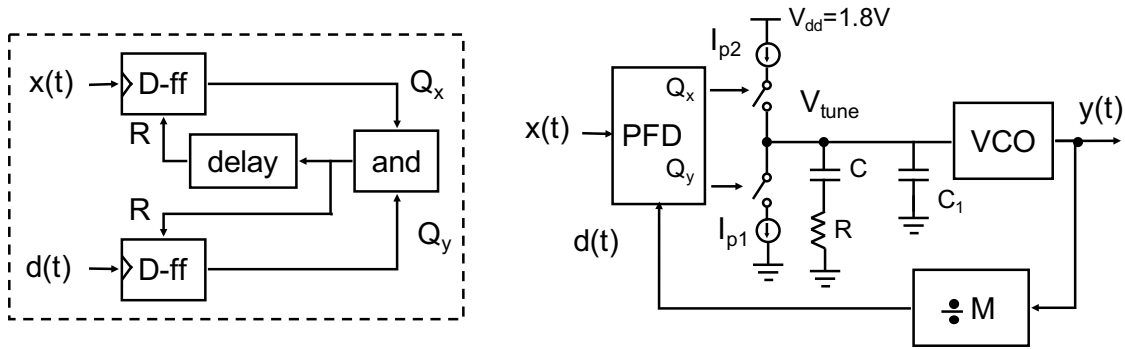 x(t)
D-ff
Q_x
R
delay
and
R
d(t)
D-ff
Q_y
V_dd=1.8V
I_p2
Q_x
V_tune
y(t)
x(t)
PFD
VCO
Q_y
C
C_1
d(t)
I_p1
R
÷ M